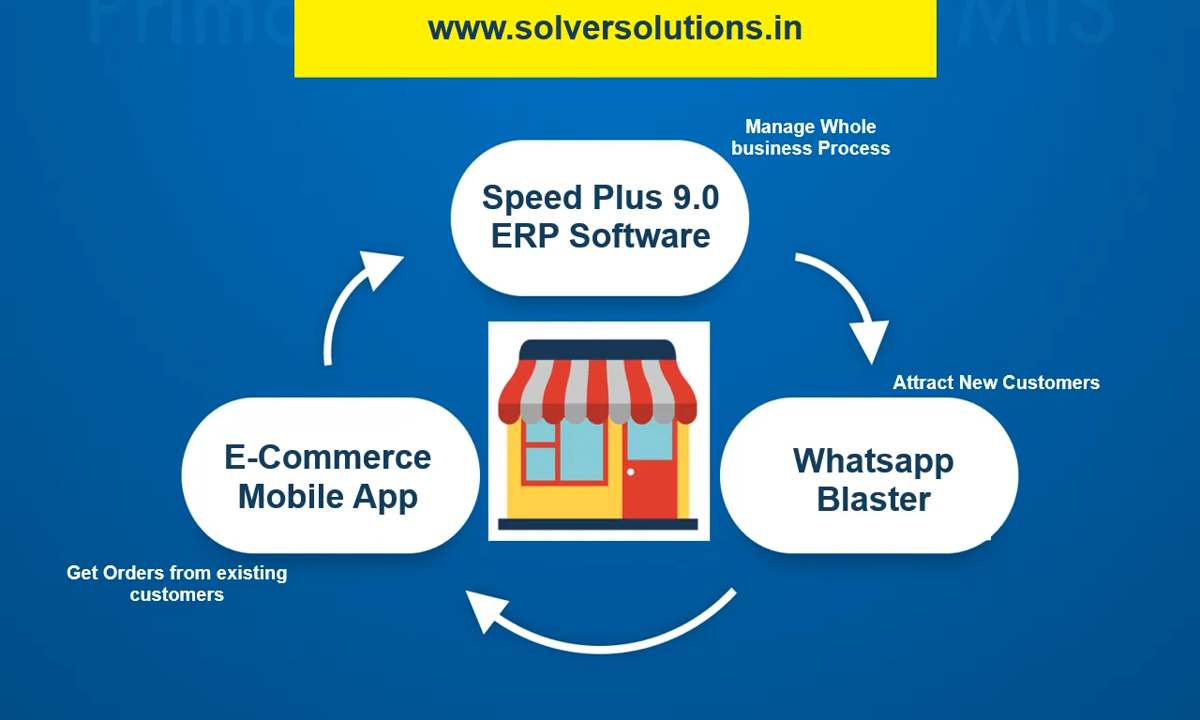 www.solversolutions.in
Manage Whole
business Process
Speed Plus 9.0
ERP Software
Attract New Customers
E-Commerce
Mobile App
Whatsapp
Blaster
Get Orders from existing
customers